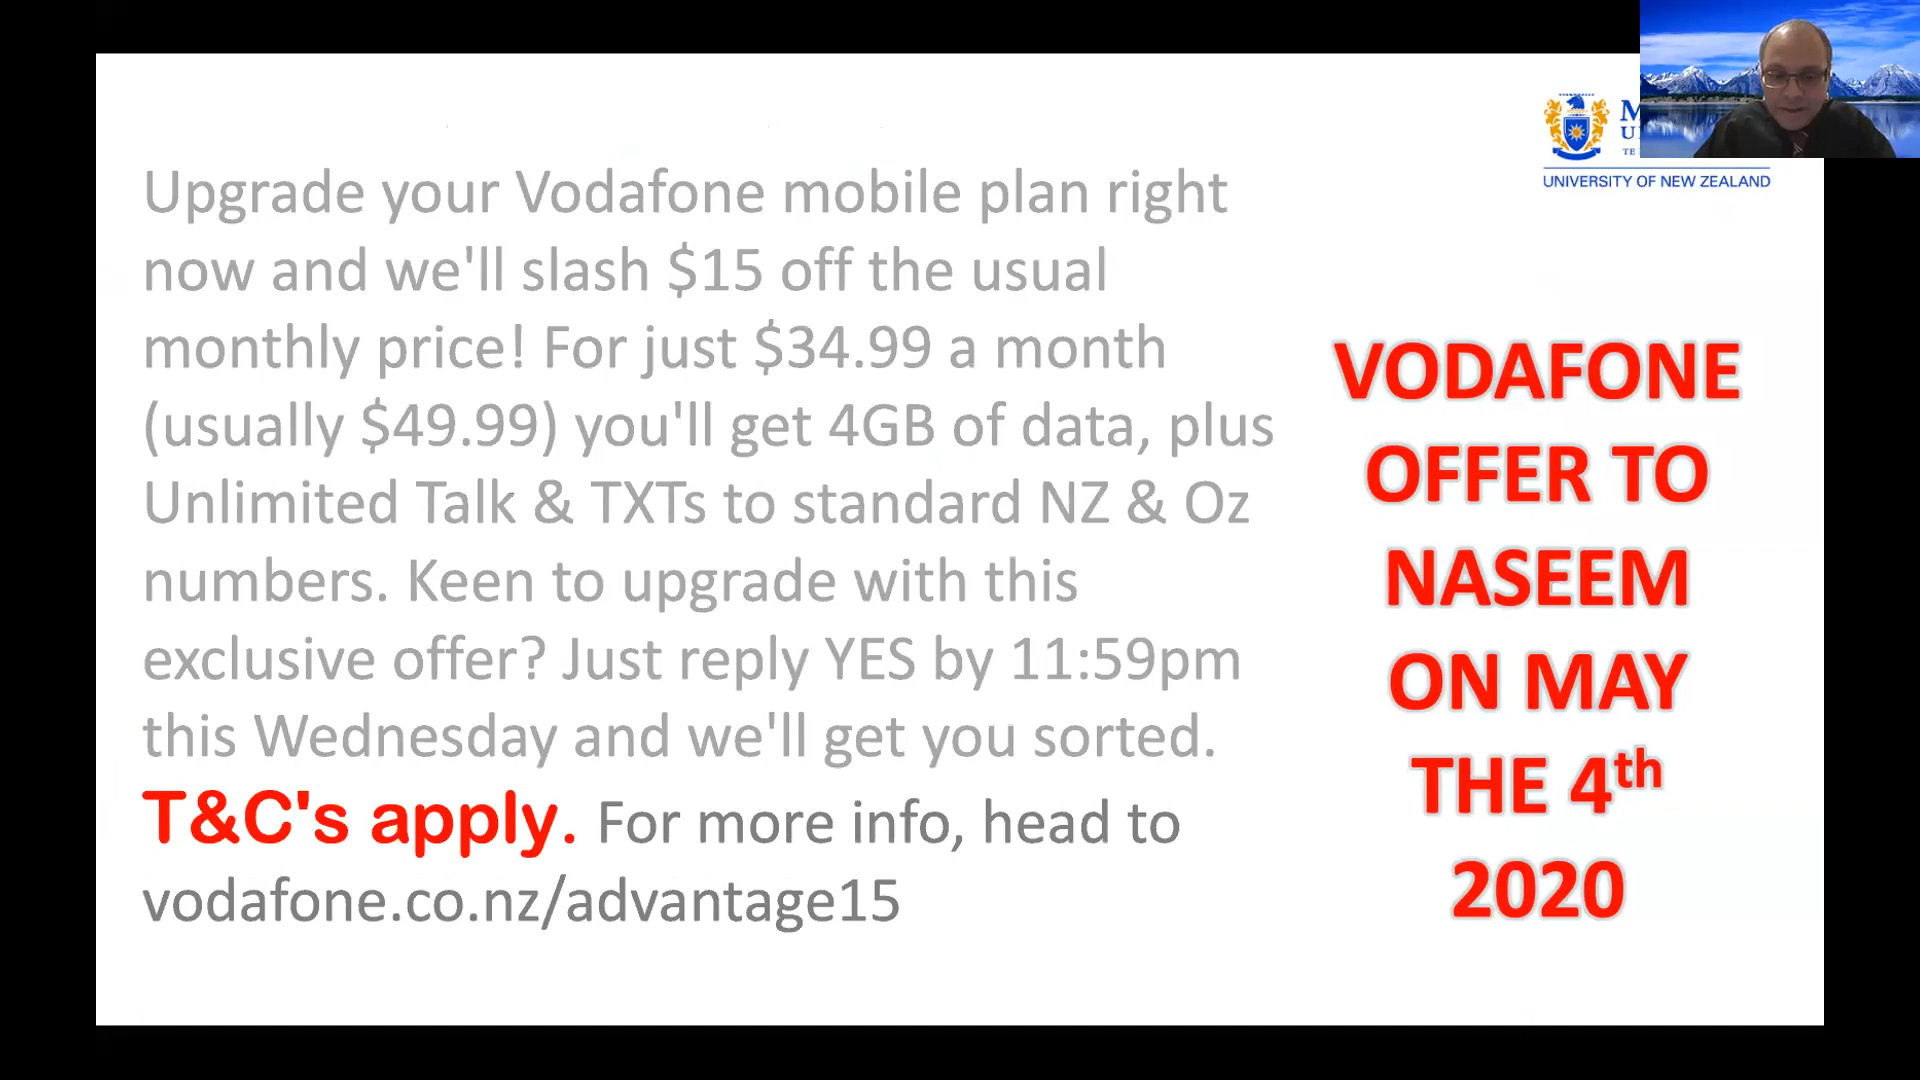 Upgrade your Vodafone mobile plan right
now and we'll slash $15 off the usual
monthly price! For just $34.99 a month
(usually $49.99) you'll get 4GB of data, plus
Unlimited Talk & TXTs to standard NZ & Oz
numbers. Keen to upgrade with this
exclusive offer? Just reply YES by 11:59pm
this Wednesday and we'll get you sorted.
T&C's apply. For more info, head to
vodafone.co.nz/advantage15
UNIVERSITY OF NEW ZEALAND
VODAFONE
OFFER TO
NASEEM
ON MAY
THE 4th
2020